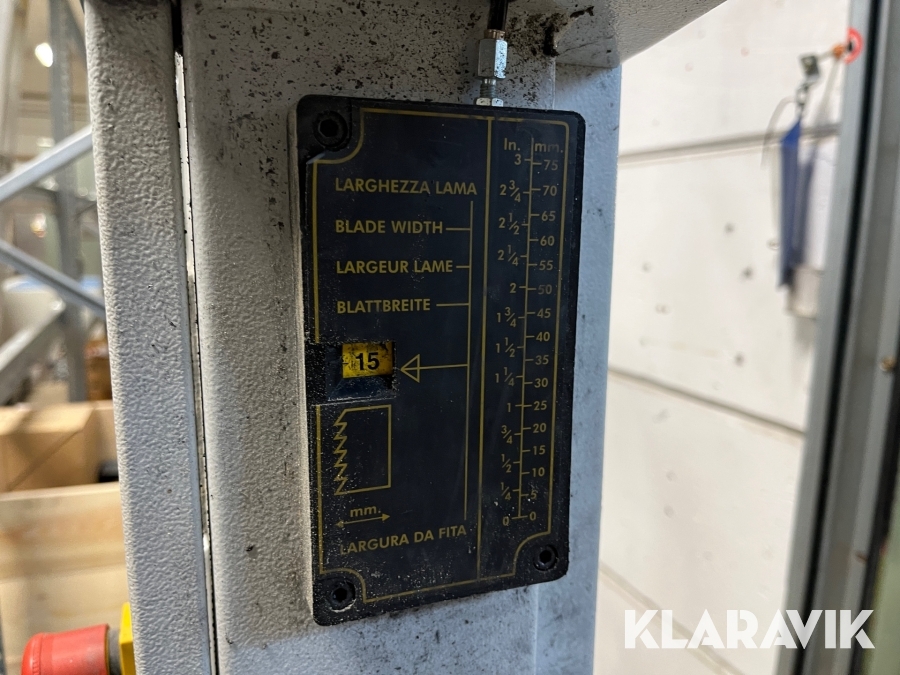 LARGHEZZA LAMA
BLADE WIDTH
LARGEUR LAME
BLATTBREITE
15
mm.
LARGURA DA FITA
In. mm.
3 75
2 3/4 70
65
2 1/2
60
2 1/4
55
2 50
1 3/4 45
40
1 1/2
35
1 1/4 30
1 25
3/4 20
15
1/2
10
1/4 5
0 0
KLARAVIK